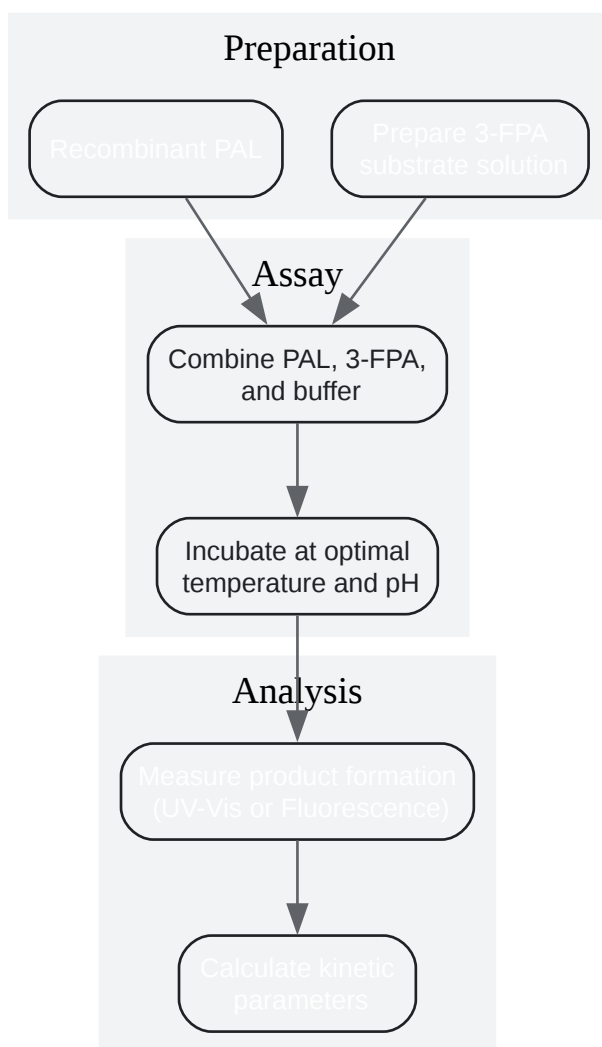 Preparation
Recombinant PAL
Prepare 3-FPA
substrate solution
Assay
Combine PAL, 3-FPA,
and buffer
Incubate at optimal
temperature and pH
Analysis
Measure product formation
(UV-Vis or Fluorescence)
Calculate kinetic
parameters